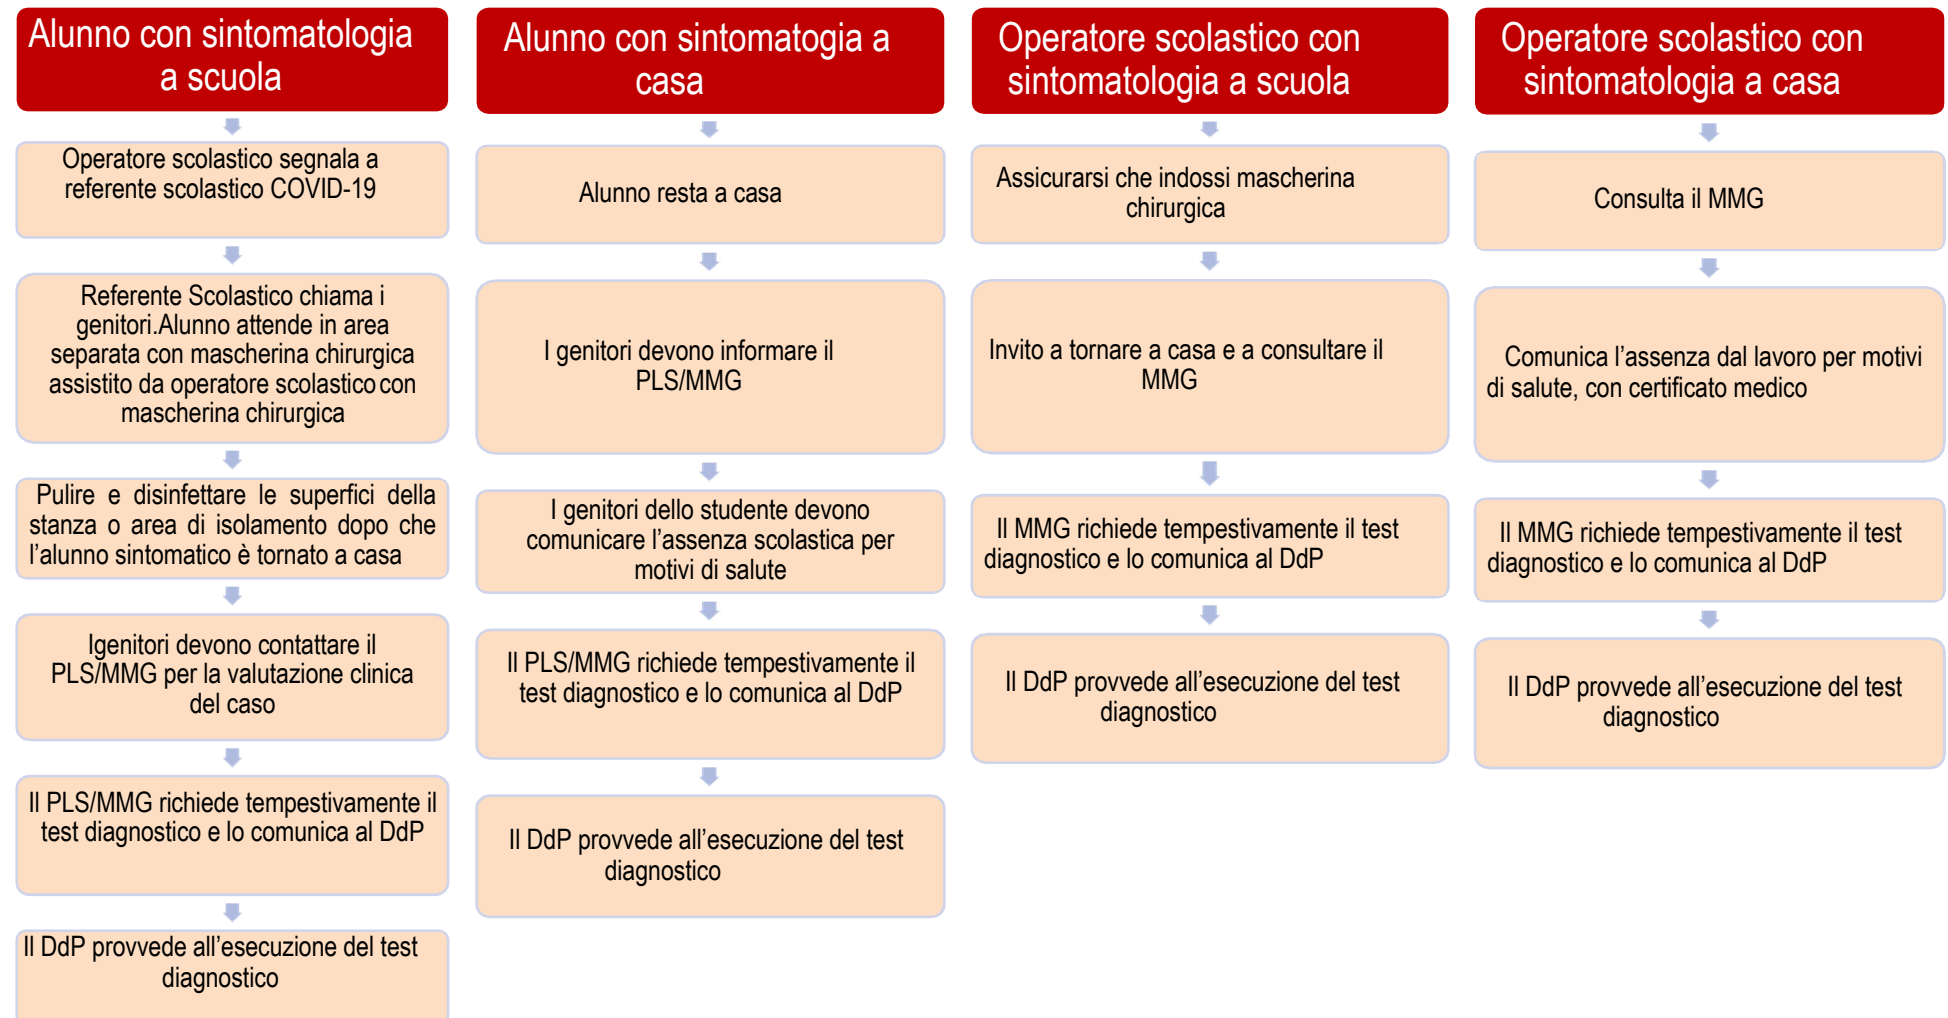 Alunno con sintomatologia
a scuola
Operatore scolastico segnala a
referente scolastico COVID-19
Referente Scolastico chiama i
genitori.Alunno attende in area
separata con mascherina chirurgica
assistito da operatore scolastico con
mascherina chirurgica
Pulire e disinfettare le superfici della
stanza o area di isolamento dopo che
l’alunno sintomatico è tornato a casa
Igenitori devono contattare il
PLS/MMG per la valutazione clinica
del caso
Il PLS/MMG richiede tempestivamente il
test diagnostico e lo comunica al DdP
Il DdP provvede all’esecuzione del test
diagnostico
Alunno con sintomatogia a
casa
Alunno resta a casa
I genitori devono informare il
PLS/MMG
I genitori dello studente devono
comunicare l’assenza scolastica per
motivi di salute
Il PLS/MMG richiede tempestivamente il
test diagnostico e lo comunica al DdP
Il DdP provvede all’esecuzione del test
diagnostico
Operatore scolastico con
sintomatologia a scuola
Assicurarsi che indossi mascherina
chirurgica
Invito a tornare a casa e a consultare il
MMG
Il MMG richiede tempestivamente il test
diagnostico e lo comunica al DdP
Il DdP provvede all’esecuzione del test
diagnostico
Operatore scolastico con
sintomatologia a casa
Consulta il MMG
Comunica l’assenza dal lavoro per motivi
di salute, con certificato medico
Il MMG richiede tempestivamente il test
diagnostico e lo comunica al DdP
Il DdP provvede all’esecuzione del test
diagnostico